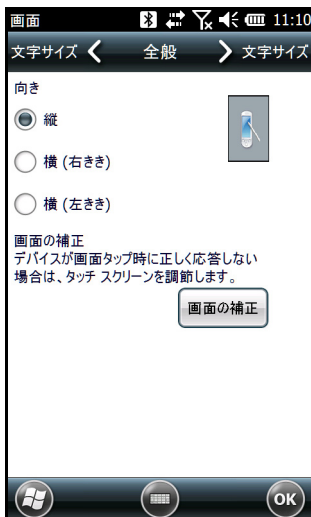 画面 11:10
文字サイズ 全般 文字サイズ
向き
縦
横 (右きき)
横 (左きき)
画面の補正
デバイスが画面タップ時に正しく応答しない
場合は、タッチ スクリーンを調節します。
画面の補正
OK